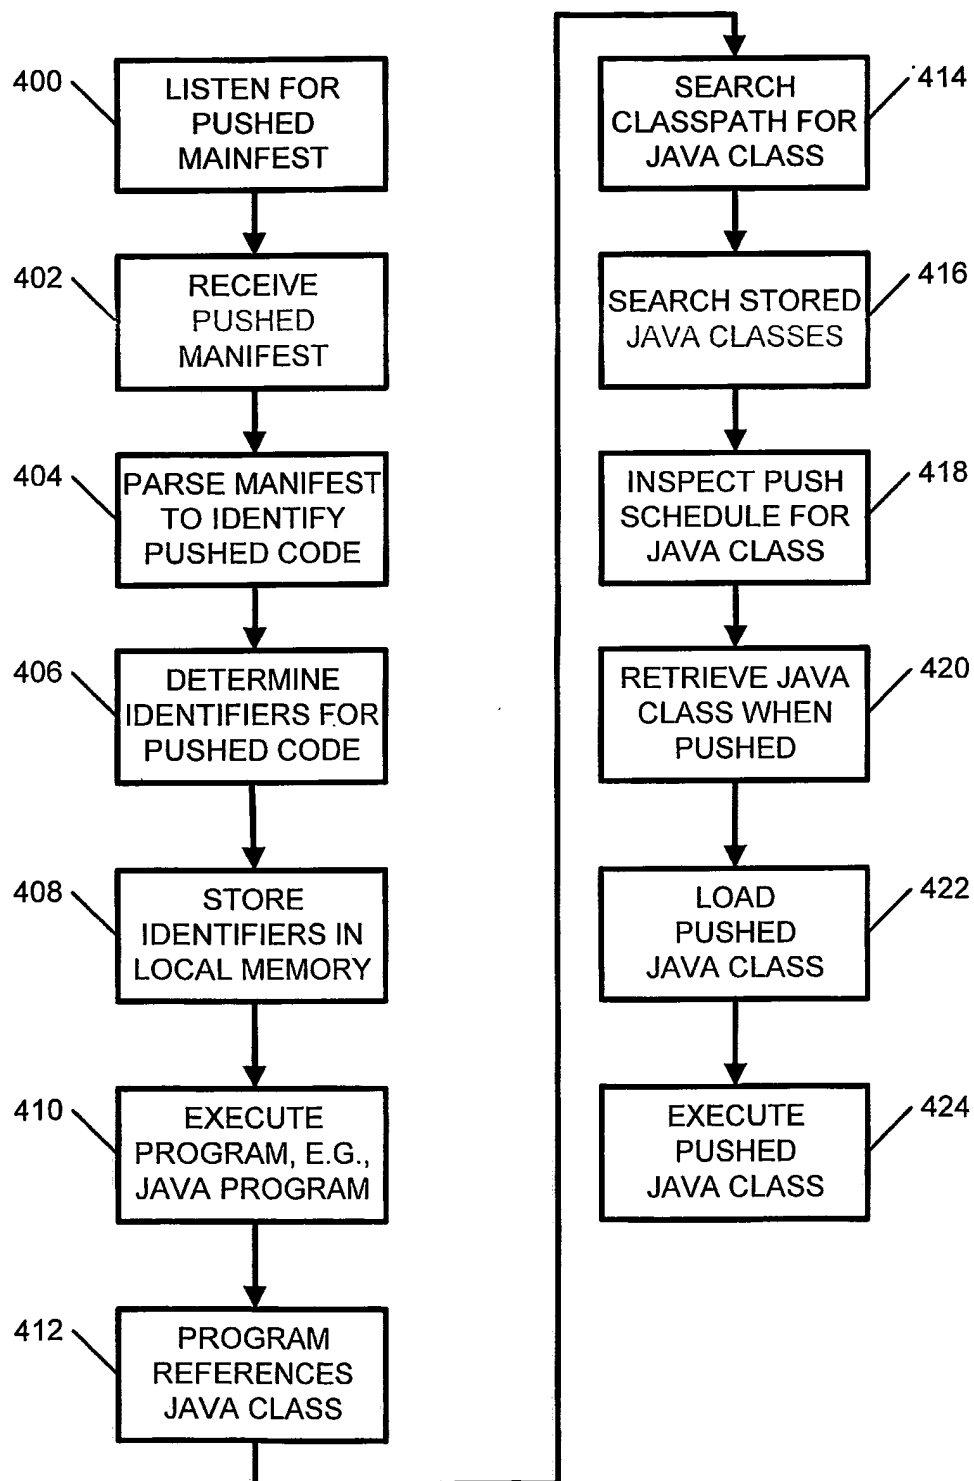 400
LISTEN FOR
PUSHED
MAINFEST
402
RECEIVE
PUSHED
MANIFEST
404
PARSE MANIFEST
TO IDENTIFY
PUSHED CODE
406
DETERMINE
IDENTIFIERS FOR
PUSHED CODE
408
STORE
IDENTIFIERS IN
LOCAL MEMORY
410
EXECUTE
PROGRAM, E.G.,
JAVA PROGRAM
412
PROGRAM
REFERENCES
JAVA CLASS
SEARCH
CLASSPATH FOR
JAVA CLASS
414
SEARCH STORED
JAVA CLASSES
416
INSPECT PUSH
SCHEDULE FOR
JAVA CLASS
418
RETRIEVE JAVA
CLASS WHEN
PUSHED
420
LOAD
PUSHED
JAVA CLASS
422
EXECUTE
PUSHED
JAVA CLASS
424